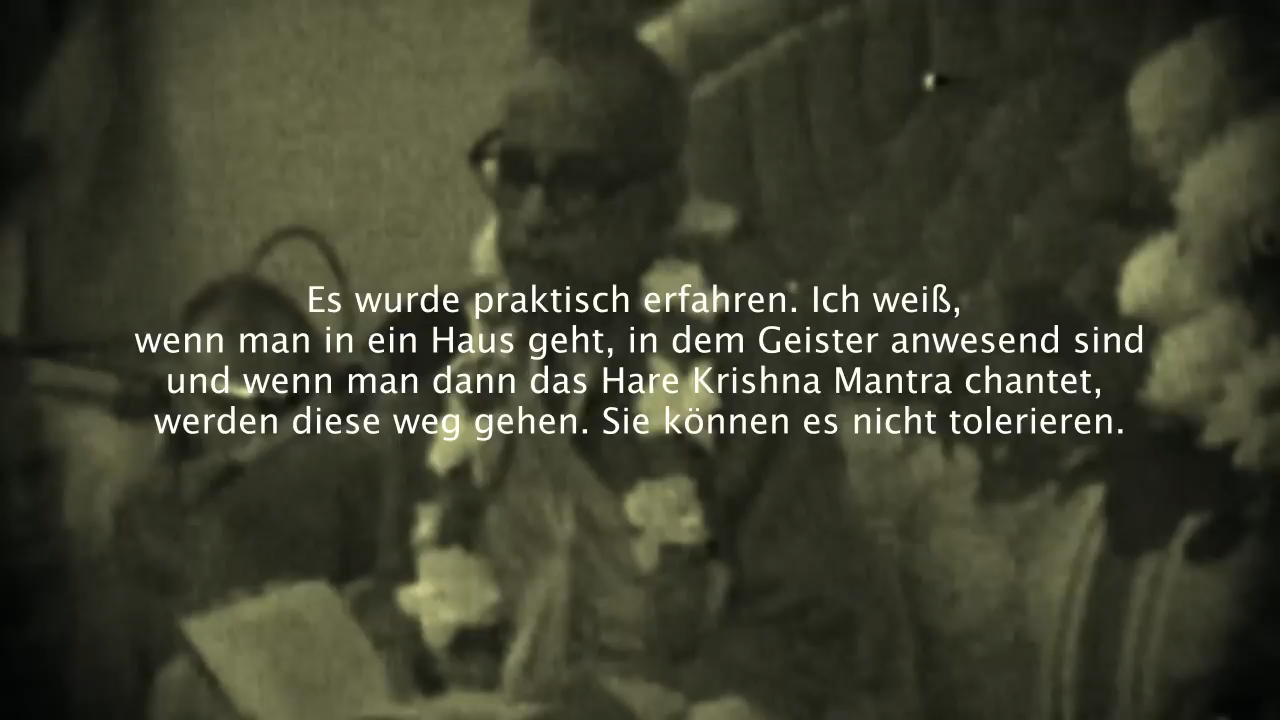 Es wurde praktisch erfahren. Ich weiß,
wenn man in ein Haus geht, in dem Geister anwesend sind
und wenn man dann das Hare Krishna Mantra chantet,
werden diese weg gehen. Sie können es nicht tolerieren.